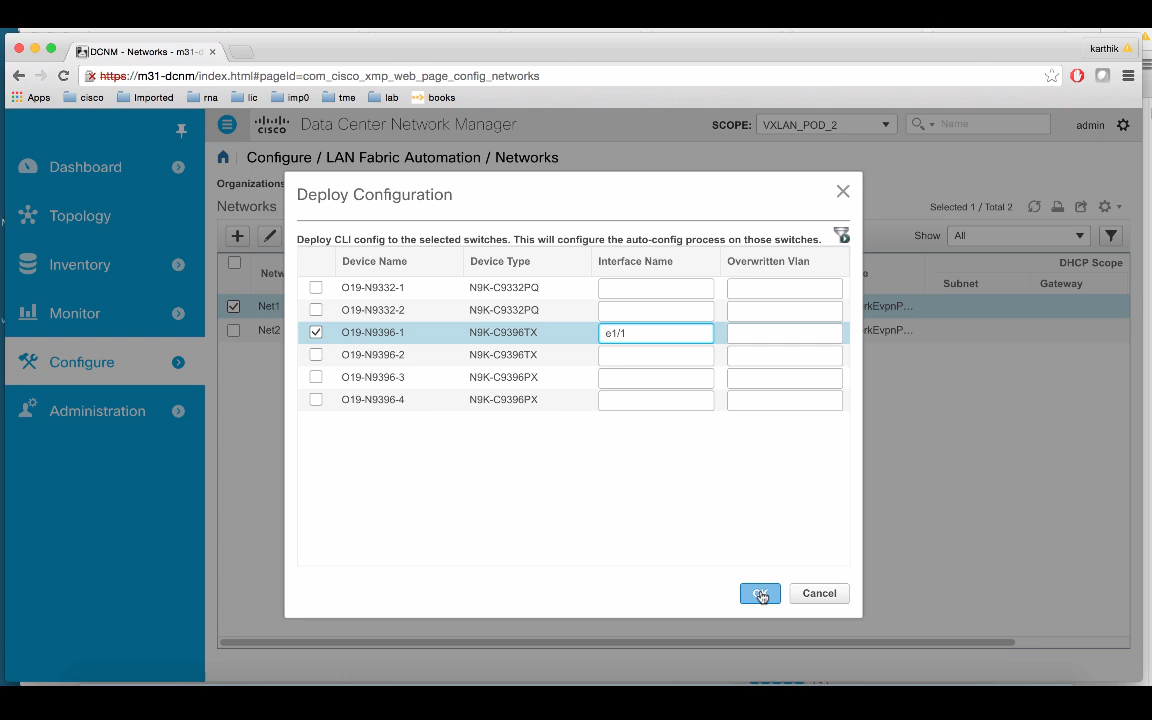 DCNM - Networks - m31-d
karthik
https://m31-dcnm/index.html#pageId=com_cisco_xmp_web_page_config_networks
Apps cisco Imported rna lic imp0 tme lab books
cisco Data Center Network Manager SCOPE: VXLAN_POD_2 Name admin
Configure / LAN Fabric Automation / Networks
Dashboard
Topology
Inventory
Monitor
Configure
Administration
Organizations
Networks
Selected 1 / Total 2
Show All
Netw
DHCP Scope
Subnet Gateway
Net1
rkEvpnP...
Net2
rkEvpnP...
Deploy Configuration
Deploy CLI config to the selected switches. This will configure the auto-config process on those switches.
Device Name Device Type Interface Name Overwritten Vlan
O19-N9332-1 N9K-C9332PQ
O19-N9332-2 N9K-C9332PQ
O19-N9396-1 N9K-C9396TX e1/1
O19-N9396-2 N9K-C9396TX
O19-N9396-3 N9K-C9396PX
O19-N9396-4 N9K-C9396PX
OK Cancel